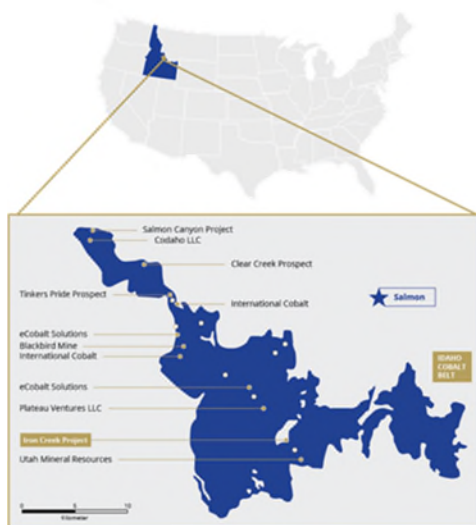 Salmon Canyon Project
Codaho LLC
Clear Creek Prospect
Tinkers Pride Prospect
International Cobalt
Salmon
eCobalt Solutions
Blackbird Mine
International Cobalt
IDAHO
COBALT
BELT
eCobalt Solutions
Plateau Ventures LLC
Iron Creek Project
Utah Mineral Resources
0 5 10
Kilometer